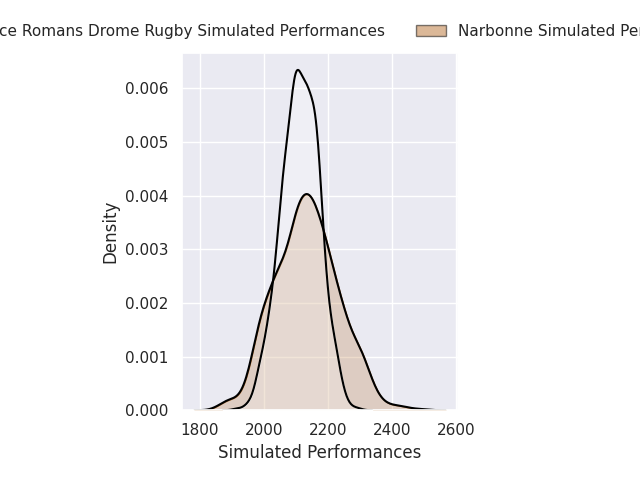 ce Romans Drome Rugby Simulated Performances Narbonne Simulated Per
0.006
0.005
0.004
0.003
0.002
0.001
0.000
Density
1800 2000 2200 2400 2600
Simulated Performances